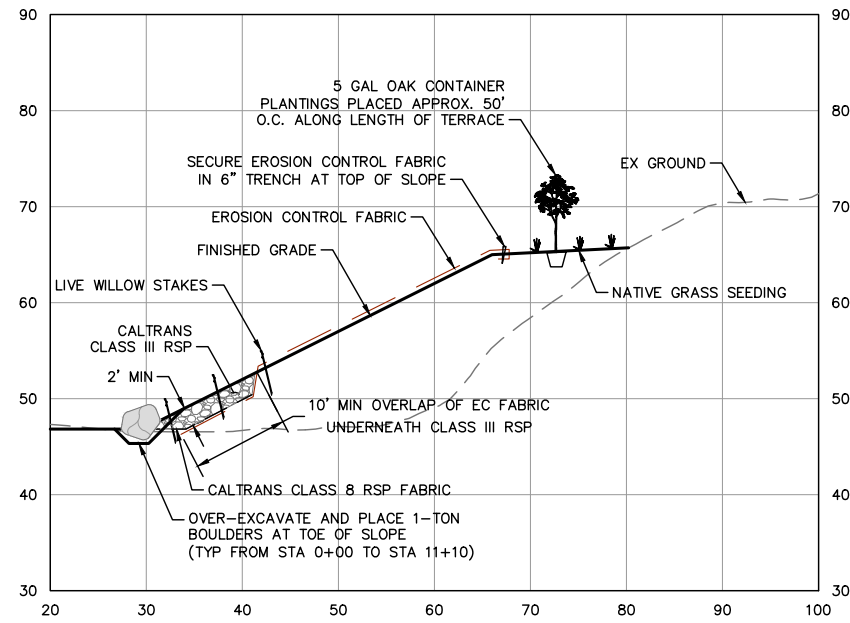 90
90
5 GAL OAK CONTAINER
PLANTINGS PLACED APPROX. 50'
O.C. ALONG LENGTH OF TERRACE
80
80
SECURE EROSION CONTROL FABRIC
IN 6" TRENCH AT TOP OF SLOPE
EX GROUND
70
70
EROSION CONTROL FABRIC
FINISHED GRADE
LIVE WILLOW STAKES
NATIVE GRASS SEEDING
60
60
CALTRANS
CLASS III RSP
2' MIN
50
50
10' MIN OVERLAP OF EC FABRIC
UNDERNEATH CLASS III RSP
CALTRANS CLASS 8 RSP FABRIC
40
40
OVER-EXCAVATE AND PLACE 1-TON
BOULDERS AT TOE OF SLOPE
(TYP FROM STA 0+00 TO STA 11+10)
30
30
20 30 40 50 60 70 80 90 100